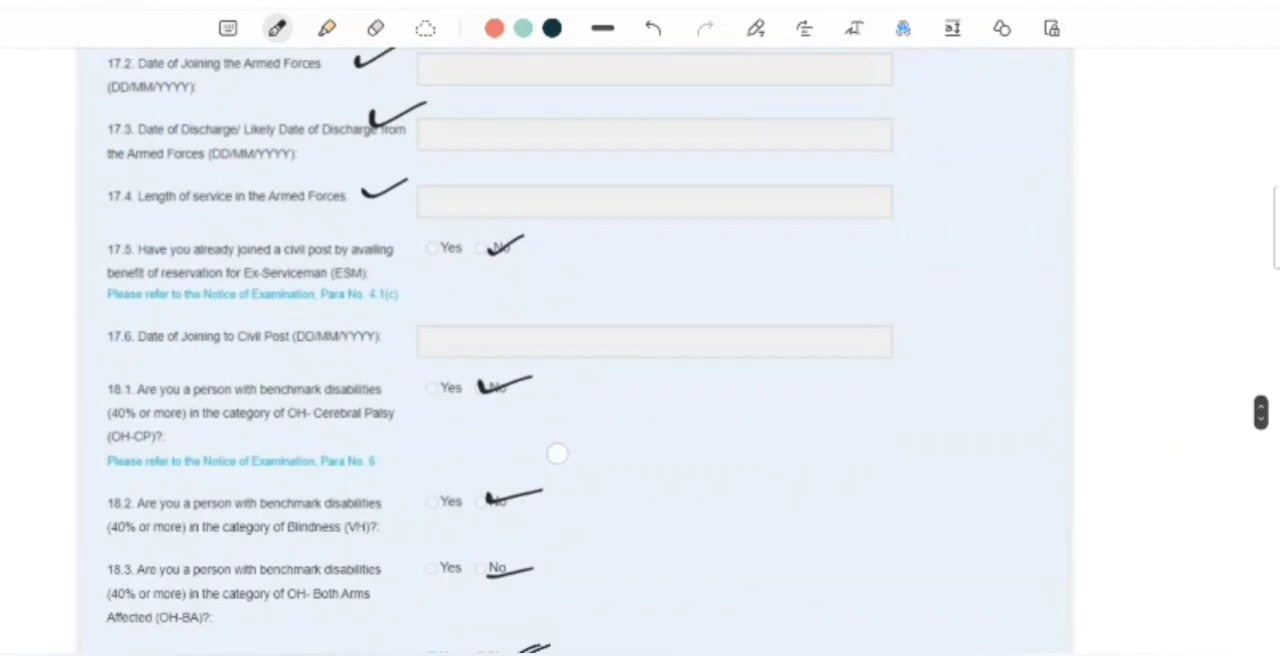 17.2. Date of Joining the Armed Forces
(DD/MM/YYYY):
17.3. Date of Discharge/ Likely Date of Discharge from
the Armed Forces (DD/MM/YYYY):
17.4. Length of service in the Armed Forces:
17.5. Have you already joined a civil post by availing
benefit of reservation for Ex-Serviceman (ESM):
Yes No
Please refer to the Notice of Examination, Para No. 4.1(c)
17.6. Date of Joining to Civil Post (DD/MM/YYYY):
18.1. Are you a person with benchmark disabilities
(40% or more) in the category of OH- Cerebral Palsy
(OH-CP)?:
Yes No
Please refer to the Notice of Examination, Para No. 6
18.2. Are you a person with benchmark disabilities
(40% or more) in the category of Blindness (VH)?:
Yes No
18.3. Are you a person with benchmark disabilities
(40% or more) in the category of OH- Both Arms
Affected (OH-BA)?:
Yes No